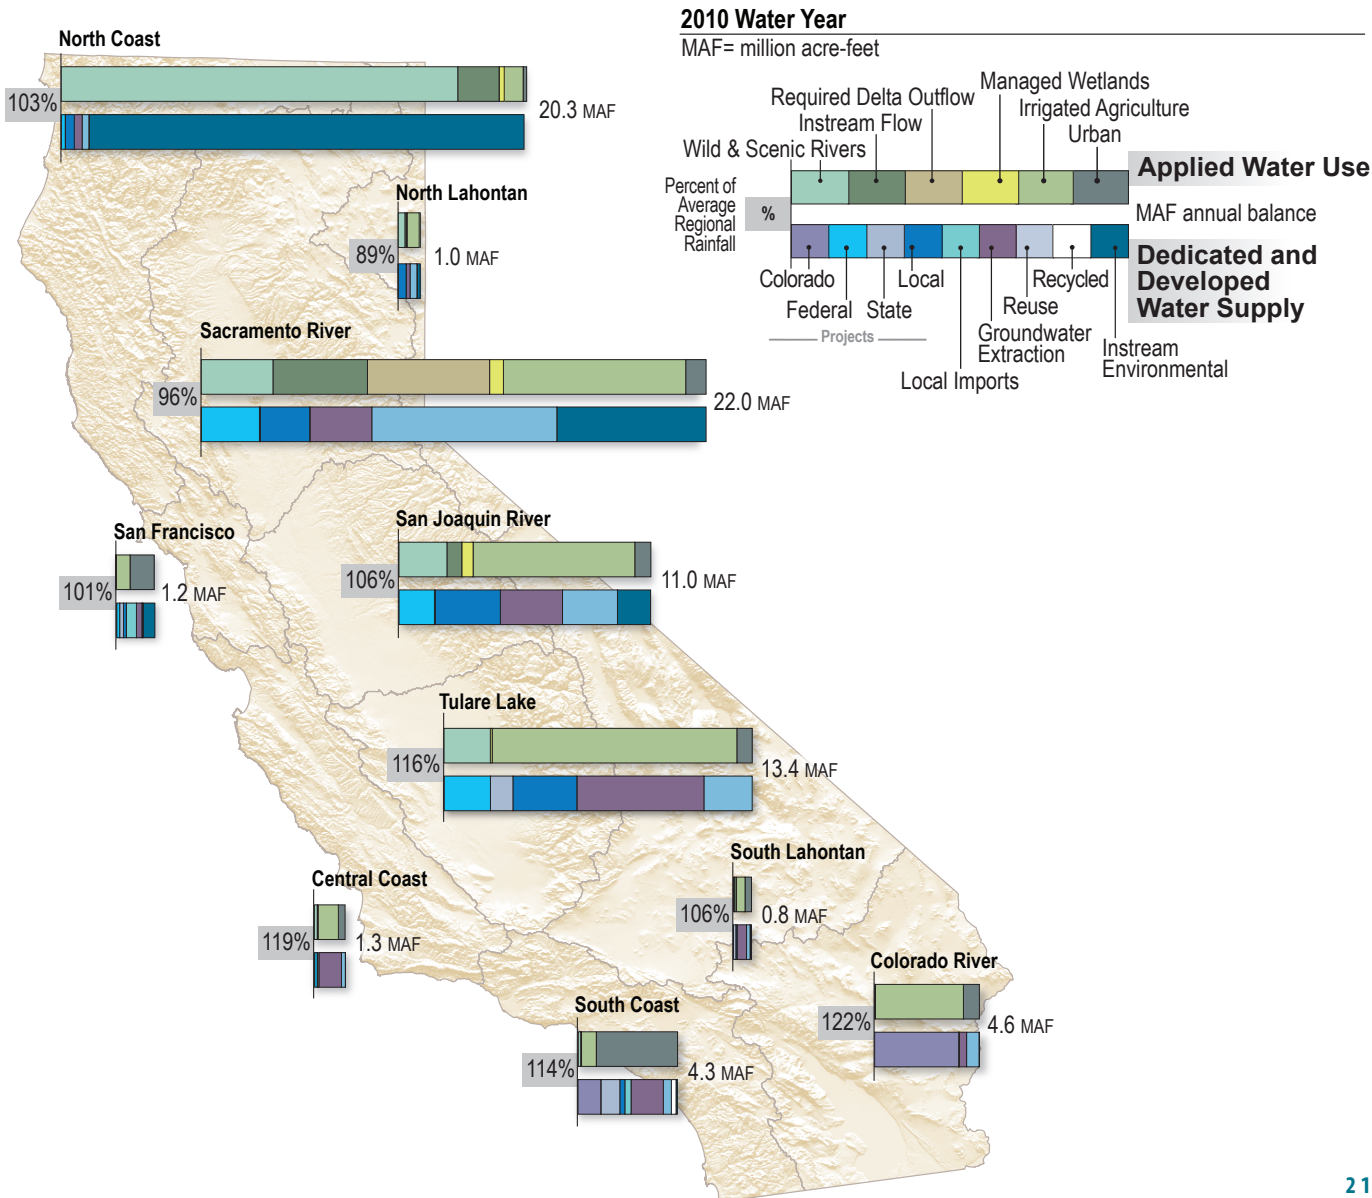 2010 Water Year
MAF= million acre-feet
North Coast
103%
20.3 MAF
Managed Wetlands
Required Delta Outflow
Irrigated Agriculture
Instream Flow
Urban
Wild & Scenic Rivers
Applied Water Use
Percent of
Average
Regional
Rainfall
%
MAF annual balance
Dedicated and
Developed
Water Supply
Colorado
Local
Recycled
Federal
State
Reuse
Projects
Groundwater
Extraction
Instream
Environmental
Local Imports
North Lahontan
89%
1.0 MAF
Sacramento River
96%
22.0 MAF
San Francisco
101%
1.2 MAF
San Joaquin River
106%
11.0 MAF
Tulare Lake
116%
13.4 MAF
South Lahontan
106%
0.8 MAF
Central Coast
119%
1.3 MAF
Colorado River
122%
4.6 MAF
South Coast
114%
4.3 MAF
21